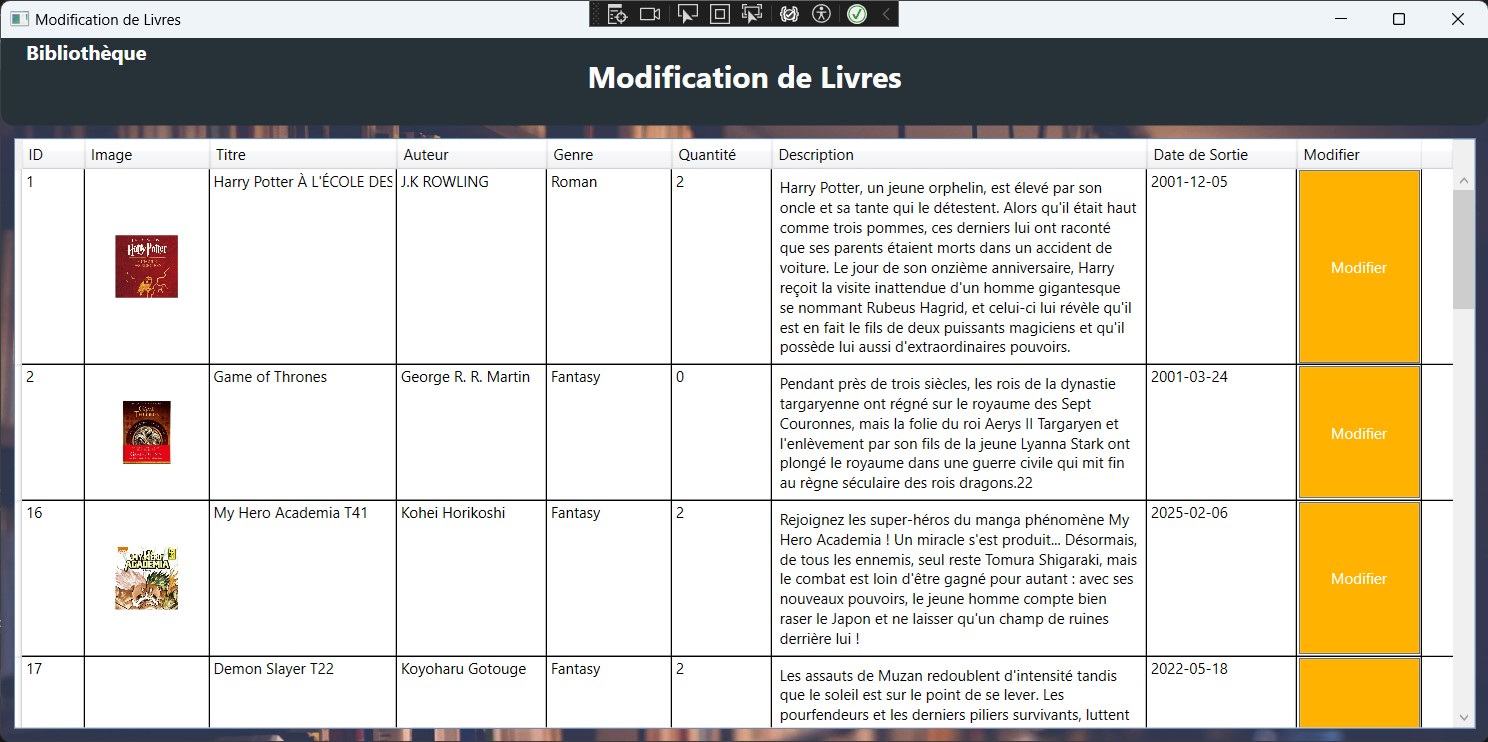 Modification de Livres
Bibliothèque
Modification de Livres
ID Image Titre Auteur Genre Quantité Description Date de Sortie Modifier
1 Harry Potter À L'ÉCOLE DES J.K ROWLING Roman 2 2001-12-05
Harry Potter, un jeune orphelin, est élevé par son
oncle et sa tante qui le détestent. Alors qu'il était haut
comme trois pommes, ces derniers lui ont raconté
que ses parents étaient morts dans un accident de
voiture. Le jour de son onzième anniversaire, Harry
reçoit la visite inattendue d'un homme gigantesque
se nommant Rubeus Hagrid, et celui-ci lui révèle qu'il
est en fait le fils de deux puissants magiciens et qu'il
possède lui aussi d'extraordinaires pouvoirs.
Harry Potter
Modifier
2 Game of Thrones George R. R. Martin Fantasy 0 2001-03-24
Pendant près de trois siècles, les rois de la dynastie
targaryenne ont régné sur le royaume des Sept
Couronnes, mais la folie du roi Aerys II Targaryen et
l'enlèvement par son fils de la jeune Lyanna Stark ont
plongé le royaume dans une guerre civile qui mit fin
au règne séculaire des rois dragons.22
Modifier
16 My Hero Academia T41 Kohei Horikoshi Fantasy 2 2025-02-06
Rejoignez les super-héros du manga phénomène My
Hero Academia ! Un miracle s'est produit... Désormais,
de tous les ennemis, seul reste Tomura Shigaraki, mais
le combat est loin d'être gagné pour autant : avec ses
nouveaux pouvoirs, le jeune homme compte bien
raser le Japon et ne laisser qu'un champ de ruines
derrière lui !
MY HERO
ACADEMIA
Modifier
17 Demon Slayer T22 Koyoharu Gotouge Fantasy 2 2022-05-18
Les assauts de Muzan redoublent d'intensité tandis
que le soleil est sur le point de se lever. Les
pourfendeurs et les derniers piliers survivants, luttent